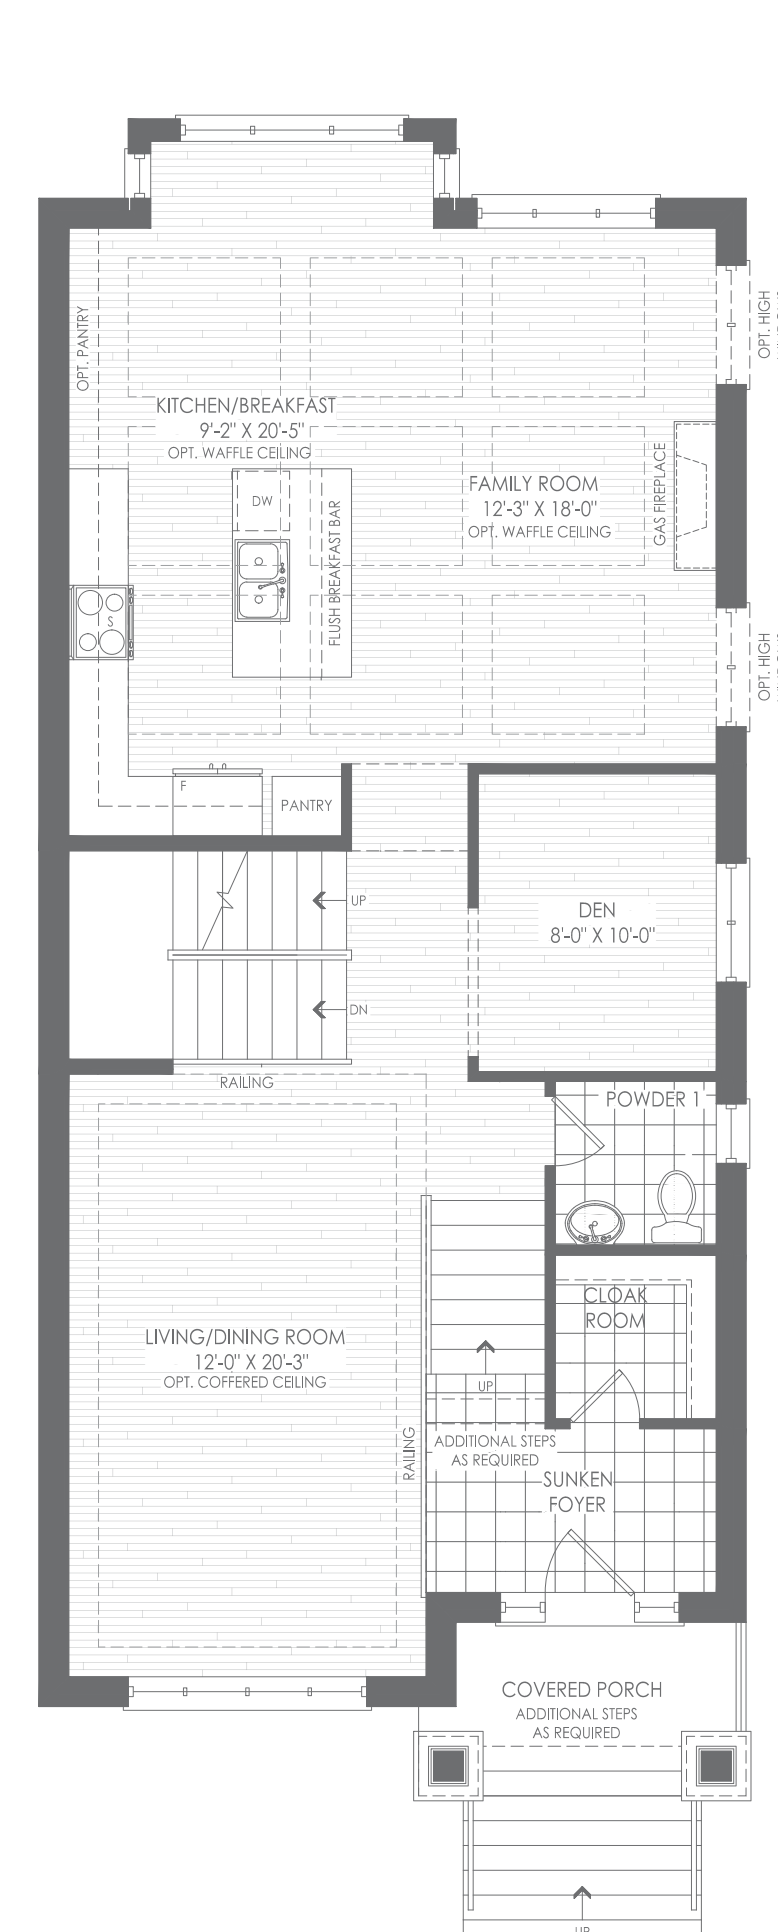 OPT. HIGH
OPT. PANTRY
KITCHEN/BREAKFAST
9'-2" X 20'-5"
OPT. WAFFLE CEILING
DW
FLUSH BREAKFAST BAR
FAMILY ROOM
12'-3" X 18'-0"
OPT. WAFFLE CEILING
GAS FIREPLACE
S
OPT. HIGH
F
PANTRY
UP
DN
DEN
8'-0" X 10'-0"
RAILING
POWDER 1
CLOAK
ROOM
LIVING/DINING ROOM
12'-0" X 20'-3"
OPT. COFFERED CEILING
UP
RAILING
ADDITIONAL STEPS
AS REQUIRED
SUNKEN
FOYER
COVERED PORCH
ADDITIONAL STEPS
AS REQUIRED
UP